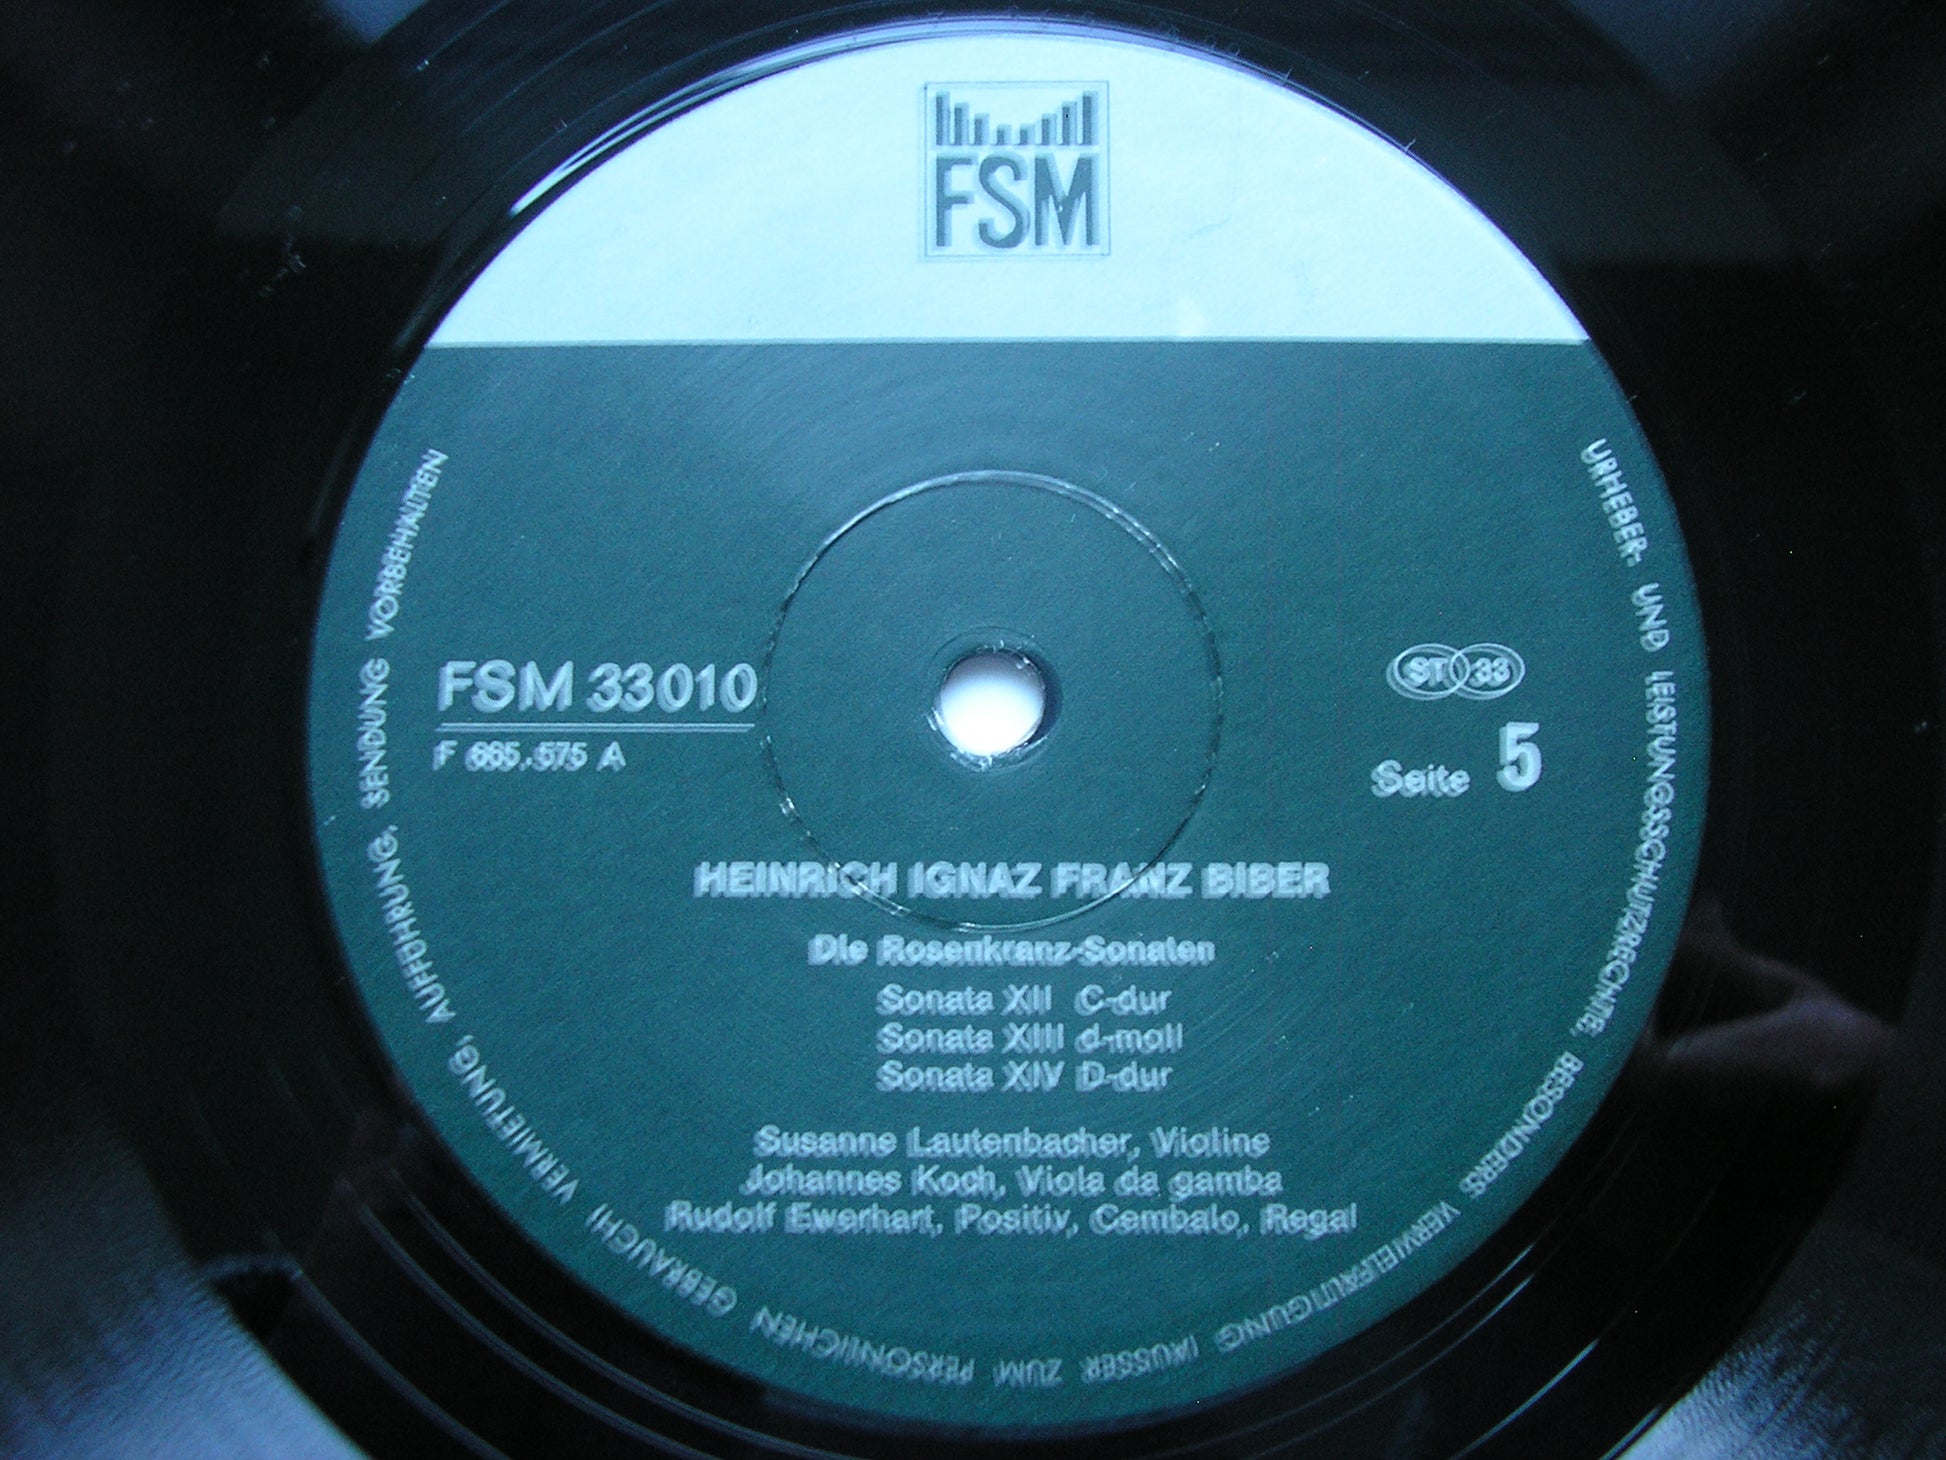 FSM
FSM 33010
F 665.575 A
ST 33
Seite 5
HEINRICH IGNAZ FRANZ BIBER
Die Rosenkranz-Sonaten
Sonata XII C-dur
Sonata XIII d-moll
Sonata XIV D-dur
Susanne Lautenbacher, Violine
Johannes Koch, Viola da gamba
Rudolf Ewerhart, Positiv, Cembalo, Regal
URHEBER- UND LEISTUNGSSCHUTZRECHTE, BESONDERS VERVIELFÄLTIGUNG (AUSSER ZUM PERSÖNLICHEN GEBRAUCH) VERMIETUNG, AUFFÜHRUNG, SENDUNG VORBEHALTEN